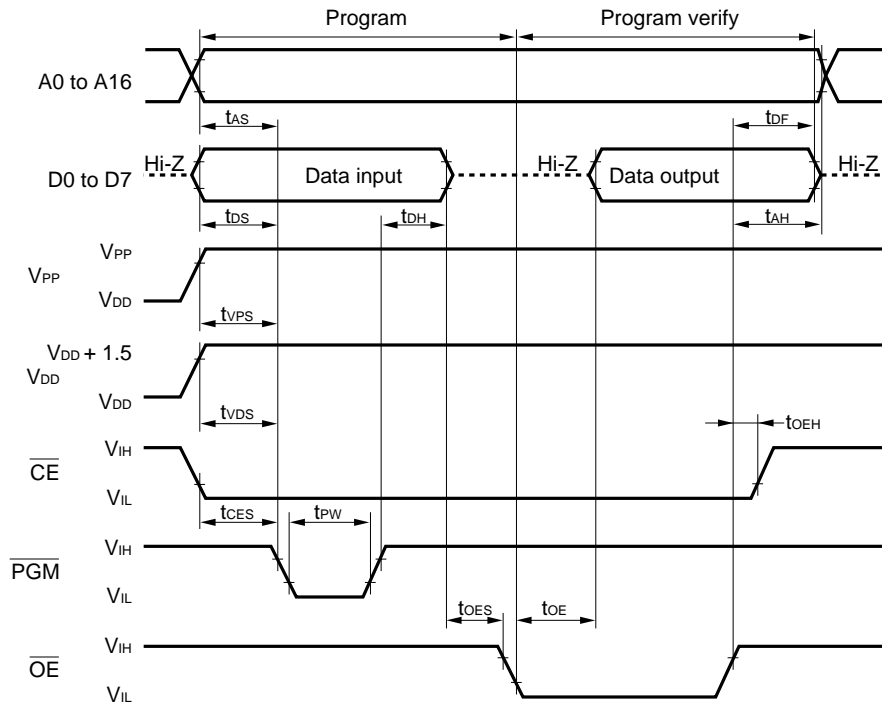 Program Program verify
A0 to A16
tAS tDF
Hi-Z Hi-Z Hi-Z
D0 to D7 Data input Data output
tDS tDH tAH
VPP
VPP
VDD
tVPS
VDD + 1.5
VDD
VDD
tVDS tOEH
VIH
CE
VIL
tCES tPW
VIH
PGM
VIL
tOES tOE
VIH
OE
VIL